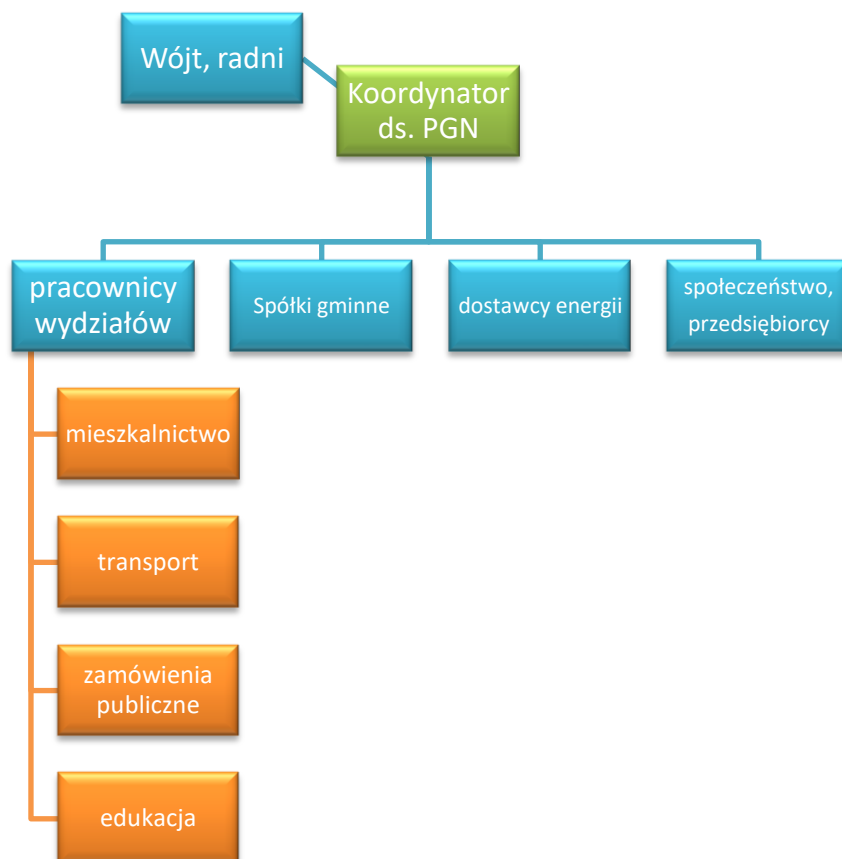 Wójt, radni
Koordynator
ds. PGN
pracownicy
wydziałów
Spółki gminne
dostawcy energii
społeczeństwo,
przedsiębiorcy
mieszkalnictwo
transport
zamówienia
publiczne
edukacja